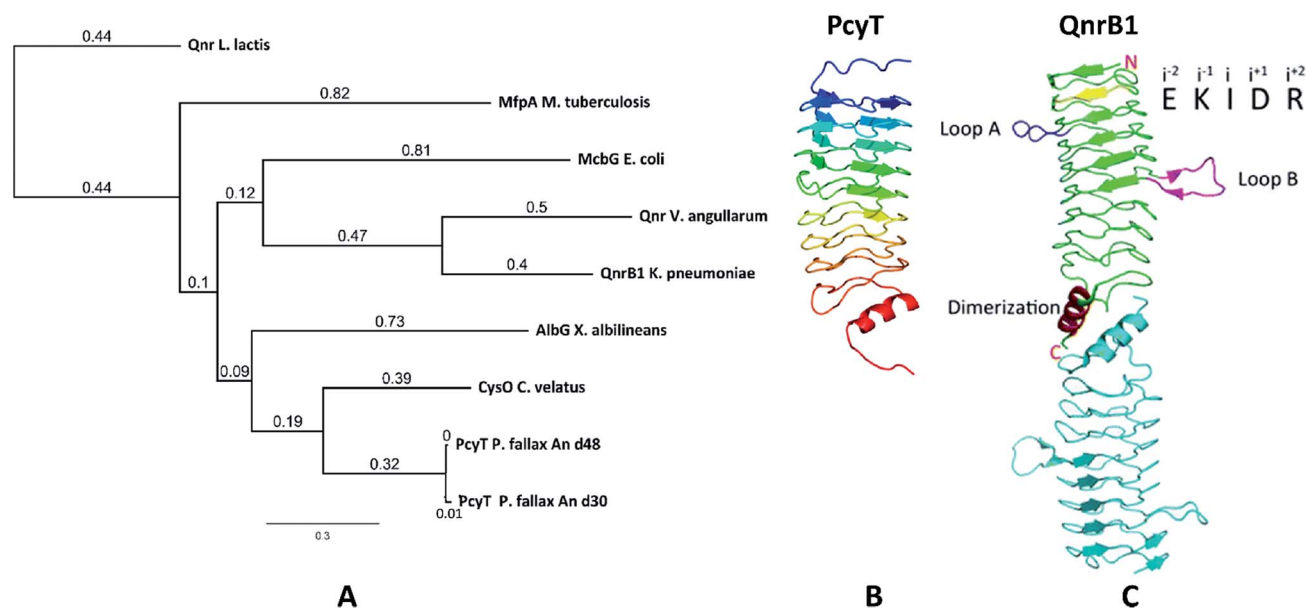 PcyT
QnrB1
0.44
Qnr L. lactis
0.82
MfpA M. tuberculosis
0.81
McbG E. coli
0.12
0.5
Qnr V. angullarum
0.44
0.47
0.4
QnrB1 K. pneumoniae
0.1
0.73
AlbG X. albilineans
0.09
0.39
CysO C. velatus
0.19
0
PcyT P. fallax An d48
0.32
PcyT P. fallax An d30
0.01
0.3
N
i-2 i-1 i i+1 i+2
E K I D R
Loop A
Loop B
Dimerization
C
A
B
C